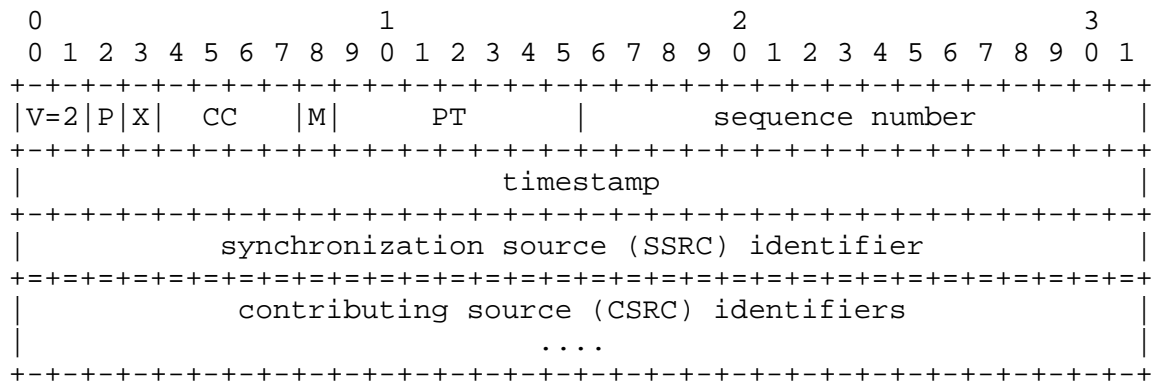 0                   1                   2                   3
 0 1 2 3 4 5 6 7 8 9 0 1 2 3 4 5 6 7 8 9 0 1 2 3 4 5 6 7 8 9 0 1
+-+-+-+-+-+-+-+-+-+-+-+-+-+-+-+-+-+-+-+-+-+-+-+-+-+-+-+-+-+-+-+-+
|V=2|P|X|  CC   |M|     PT      |       sequence number         |
+-+-+-+-+-+-+-+-+-+-+-+-+-+-+-+-+-+-+-+-+-+-+-+-+-+-+-+-+-+-+-+-+
|                           timestamp                           |
+-+-+-+-+-+-+-+-+-+-+-+-+-+-+-+-+-+-+-+-+-+-+-+-+-+-+-+-+-+-+-+-+
|           synchronization source (SSRC) identifier            |
+=+=+=+=+=+=+=+=+=+=+=+=+=+=+=+=+=+=+=+=+=+=+=+=+=+=+=+=+=+=+=+=+
|            contributing source (CSRC) identifiers             |
|                             ....                              |
+-+-+-+-+-+-+-+-+-+-+-+-+-+-+-+-+-+-+-+-+-+-+-+-+-+-+-+-+-+-+-+-+